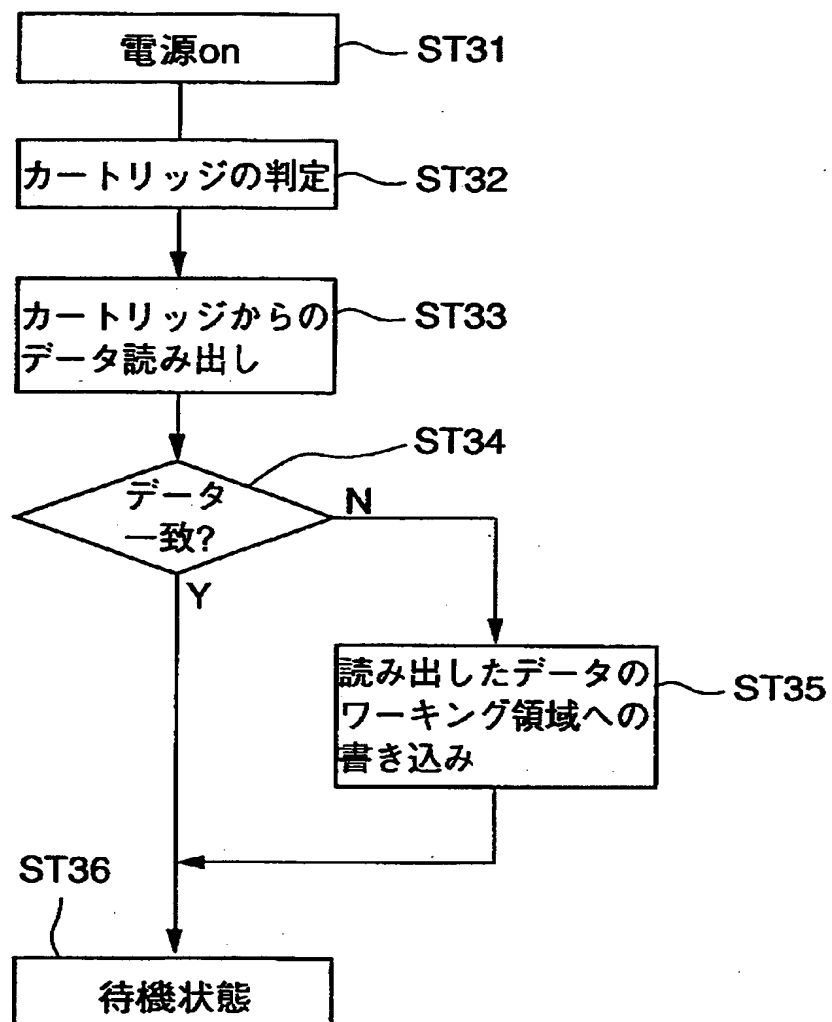 電源on
ST31
カートリッジの判定
ST32
カートリッジからの
データ読み出し
ST33
ST34
データ
一致?
N
Y
読み出したデータの
ワーキング領域への
書き込み
ST35
ST36
待機状態